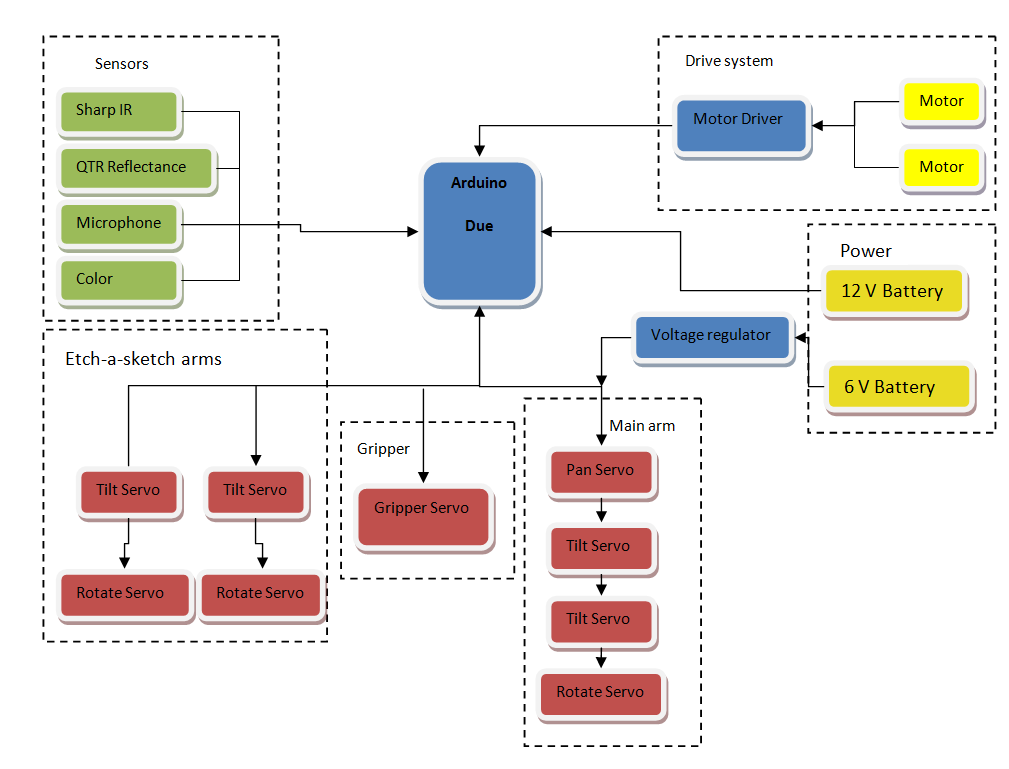 Sensors
Sharp IR
QTR Reflectance
Microphone
Color
Arduino
Due
Drive system
Motor Driver
Motor
Motor
Power
12 V Battery
Voltage regulator
6 V Battery
Etch-a-sketch arms
Tilt Servo
Tilt Servo
Rotate Servo
Rotate Servo
Gripper
Gripper Servo
Main arm
Pan Servo
Tilt Servo
Tilt Servo
Rotate Servo